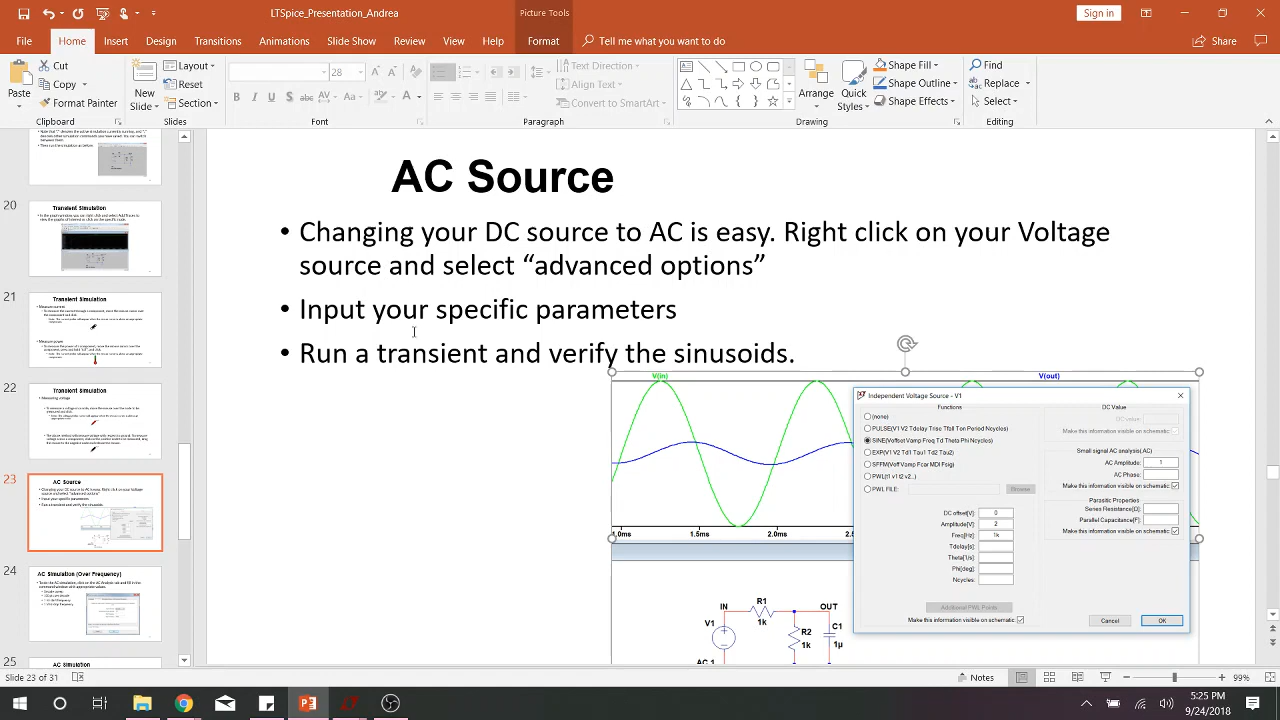 LTSpice_Presentation_Andrea
Picture Tools
Sign in
File
Home
Insert
Design
Transitions
Animations
Slide Show
Review
View
Help
Format
Tell me what you want to do
Share
Paste
Cut
Copy
Format Painter
Clipboard
New
Slide
Layout
Reset
Section
Slides
28
Font
Text Direction
Align Text
Convert to SmartArt
Paragraph
Arrange
Quick
Styles
Shape Fill
Shape Outline
Shape Effects
Drawing
Find
Replace
Select
Editing
20
Transient Simulation
21
Transient Simulation
22
Transient Simulation
23
AC Source
24
AC Simulation (Over Frequency)
25
AC Simulation
AC Source
• Changing your DC source to AC is easy. Right click on your Voltage
source and select “advanced options”
• Input your specific parameters
• Run a transient and verify the sinusoids.
V(in)
V(out)
1.5ms
2.0ms
IN
R1
OUT
1k
V1
R2
C1
1k
1µ
AC 1
Independent Voltage Source - V1
Functions
(none)
PULSE(V1 V2 Tdelay Trise Tfall Ton Period Ncycles)
SINE(Voffset Vamp Freq Td Theta Phi Ncycles)
EXP(V1 V2 Td1 Tau1 Td2 Tau2)
SFFM(Voff Vamp Fcar MDI Fsig)
PWL(t1 v1 t2 v2...)
PWL FILE:
Browse
DC offset[V]: 0
Amplitude[V]: 2
Freq[Hz]: 1k
Tdelay[s]:
Theta[1/s]:
Phi[deg]:
Ncycles:
Additional PWL Points
Make this information visible on schematic:
DC Value
DC value:
Make this information visible on schematic:
Small signal AC analysis(.AC)
AC Amplitude: 1
AC Phase:
Make this information visible on schematic:
Parasitic Properties
Series Resistance[Ω]:
Parallel Capacitance[F]:
Make this information visible on schematic:
Cancel
OK
Slide 23 of 31
Notes
99%
5:25 PM
9/24/2018